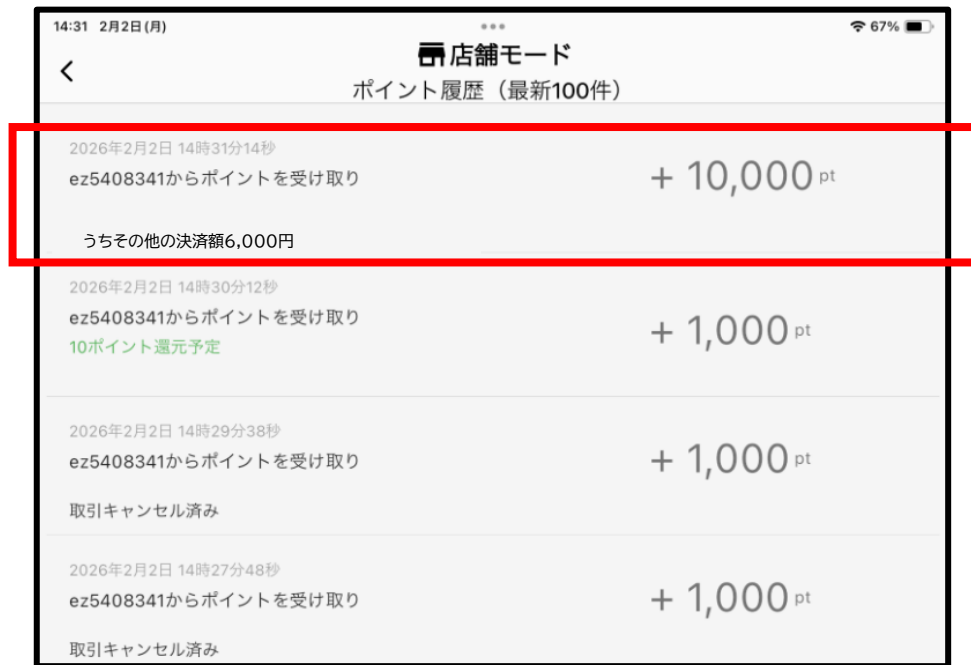 14:31 2月2日(月)
67%
店舗モード
ポイント履歴（最新100件）
2026年2月2日 14時31分14秒
ez5408341からポイントを受け取り
+ 10,000 pt
うちその他の決済額6,000円
2026年2月2日 14時30分12秒
ez5408341からポイントを受け取り
+ 1,000 pt
10ポイント還元予定
2026年2月2日 14時29分38秒
ez5408341からポイントを受け取り
+ 1,000 pt
取引キャンセル済み
2026年2月2日 14時27分48秒
ez5408341からポイントを受け取り
+ 1,000 pt
取引キャンセル済み